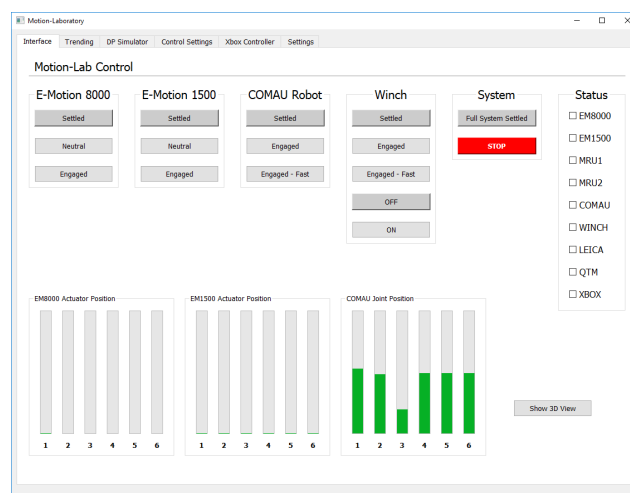 Motion-Laboratory
Interface Trending DP Simulator Control Settings Xbox Controller Settings
Motion-Lab Control
E-Motion 8000
Settled
Neutral
Engaged
E-Motion 1500
Settled
Neutral
Engaged
COMAU Robot
Settled
Engaged
Engaged - Fast
Winch
Settled
Engaged
Engaged - Fast
OFF
ON
System
Full System Settled
STOP
Status
EM8000
EM1500
MRU1
MRU2
COMAU
WINCH
LEICA
QTM
XBOX
EM8000 Actuator Position
1 2 3 4 5 6
EM1500 Actuator Position
1 2 3 4 5 6
COMAU Joint Position
1 2 3 4 5 6
Show 3D View